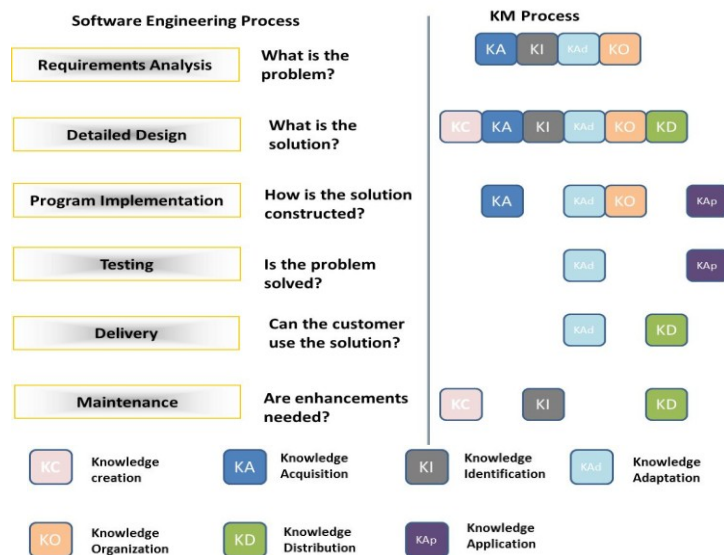 Software Engineering Process
KM Process
Requirements Analysis
What is the
problem?
KA KI KAd KO
Detailed Design
What is the
solution?
KC KA KI KAd KO KD
Program Implementation
How is the solution
constructed?
KA KAd KO KAp
Testing
Is the problem
solved?
KAd KAp
Delivery
Can the customer
use the solution?
KAd KD
Maintenance
Are enhancements
needed?
KC KI KD
KC
Knowledge
creation
KA
Knowledge
Acquisition
KI
Knowledge
Identification
KAd
Knowledge
Adaptation
KO
Knowledge
Organization
KD
Knowledge
Distribution
KAp
Knowledge
Application